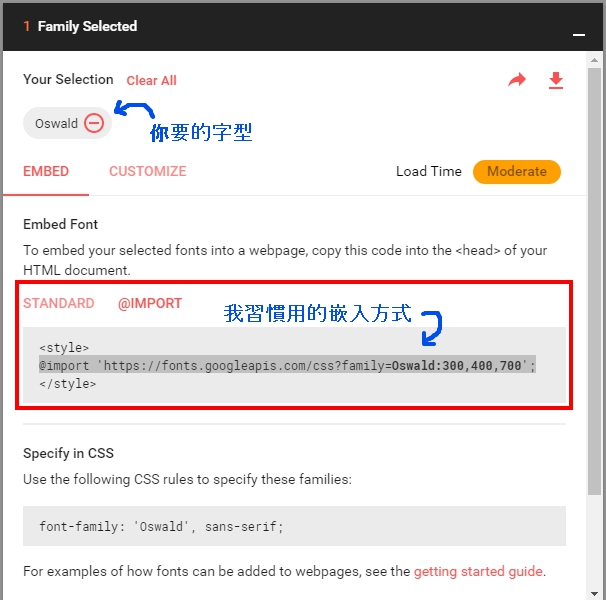 1 Family Selected
Your Selection Clear All
Oswald
你要的字型
EMBED CUSTOMIZE Load Time Moderate
Embed Font
To embed your selected fonts into a webpage, copy this code into the <head> of your
HTML document.
STANDARD @IMPORT
我習慣用的嵌入方式
<style>
@import 'https://fonts.googleapis.com/css?family=Oswald:300,400,700';
</style>
Specify in CSS
Use the following CSS rules to specify these families:
font-family: 'Oswald', sans-serif;
For examples of how fonts can be added to webpages, see the getting started guide.